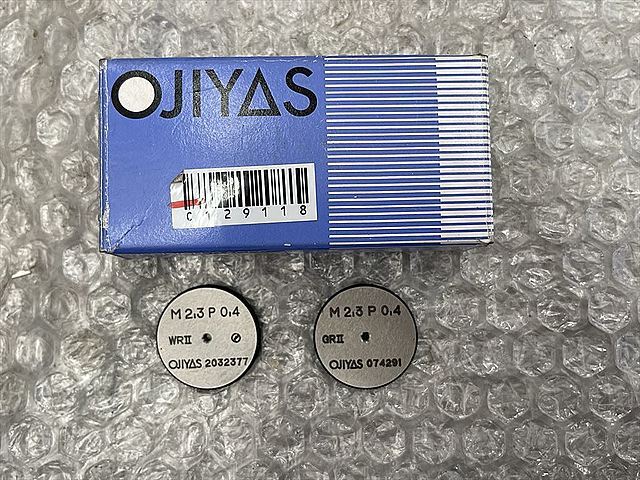 OJIYAS
C129118
M 2.3 P 0.4
WRII
OJIYAS 2032377
M 2.3 P 0.4
GRII
OJIYAS 074291